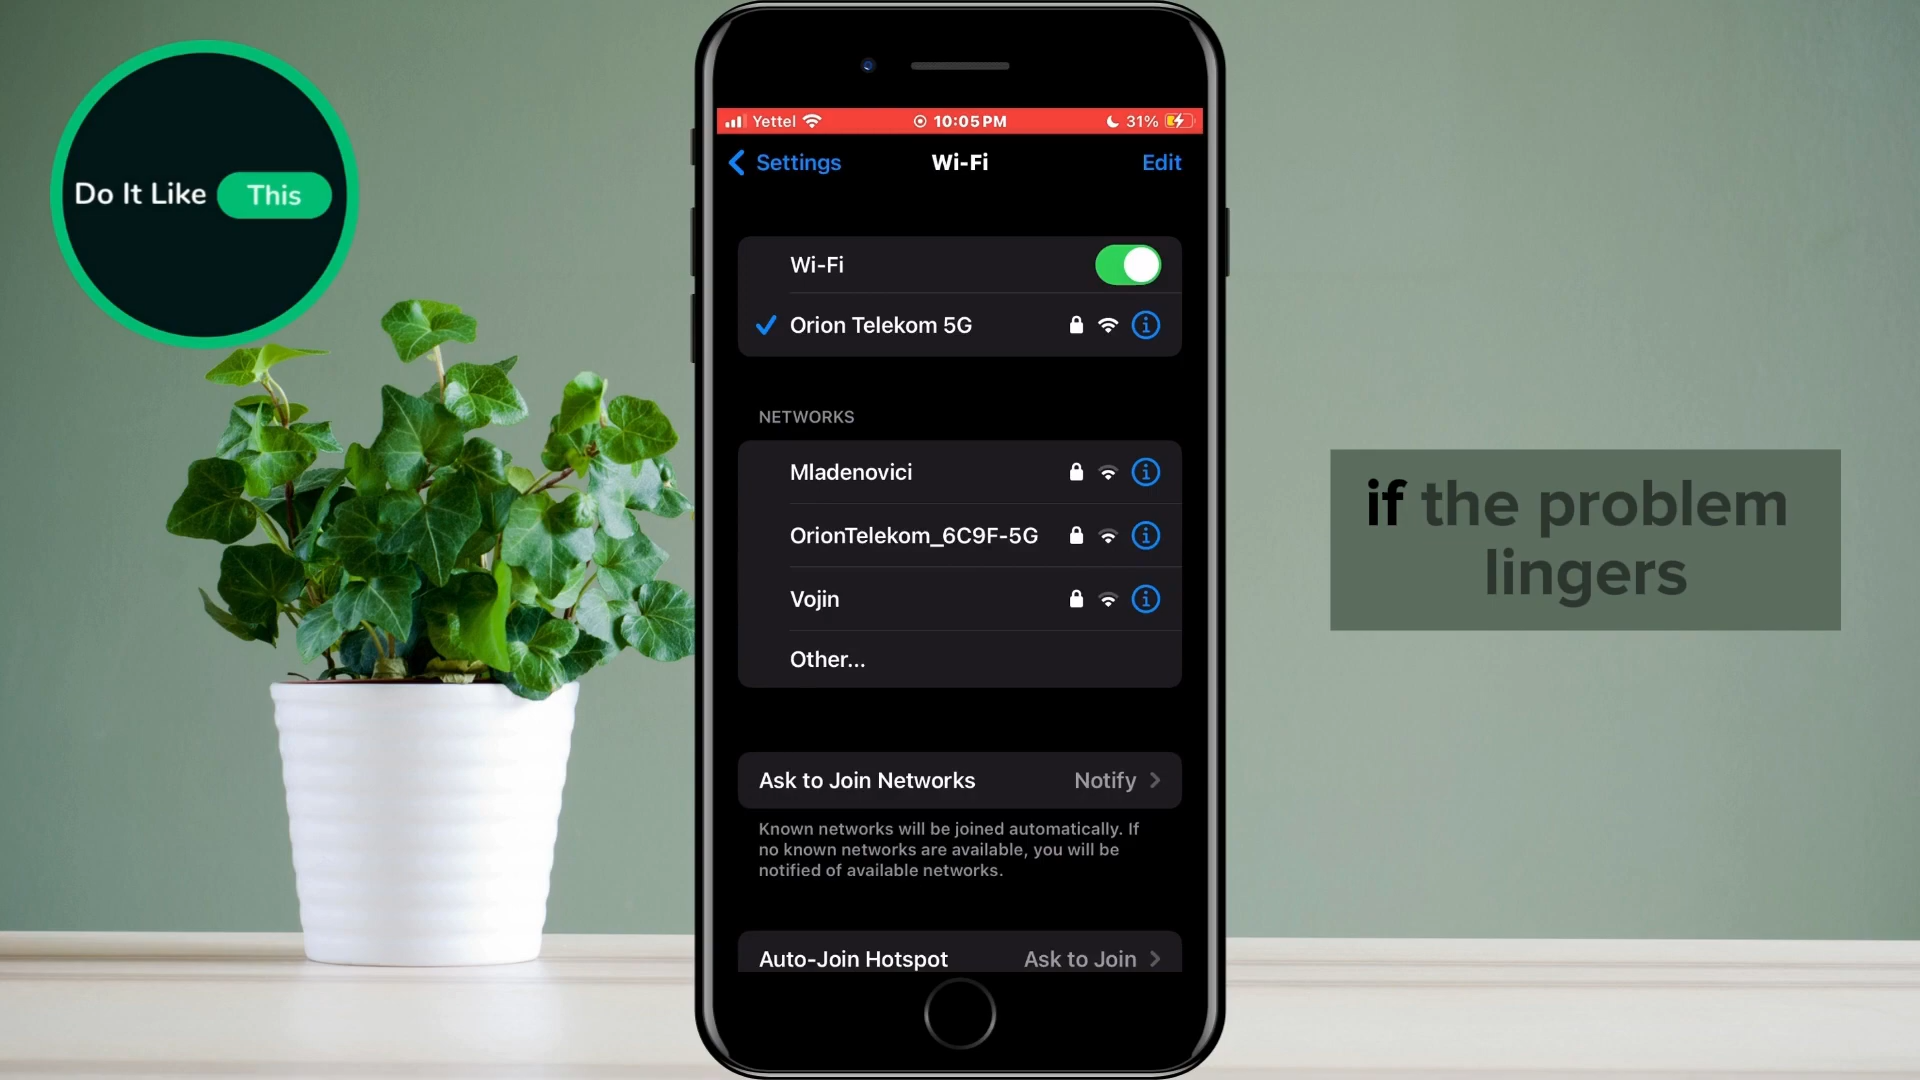 Do It Like This
Yettel 10:05 PM 31%
Settings Wi-Fi Edit
Wi-Fi
Orion Telekom 5G
NETWORKS
Mladenovici
OrionTelekom_6C9F-5G
Vojin
Other...
Ask to Join Networks Notify
Known networks will be joined automatically. If
no known networks are available, you will be
notified of available networks.
Auto-Join Hotspot Ask to Join
if the problem
lingers